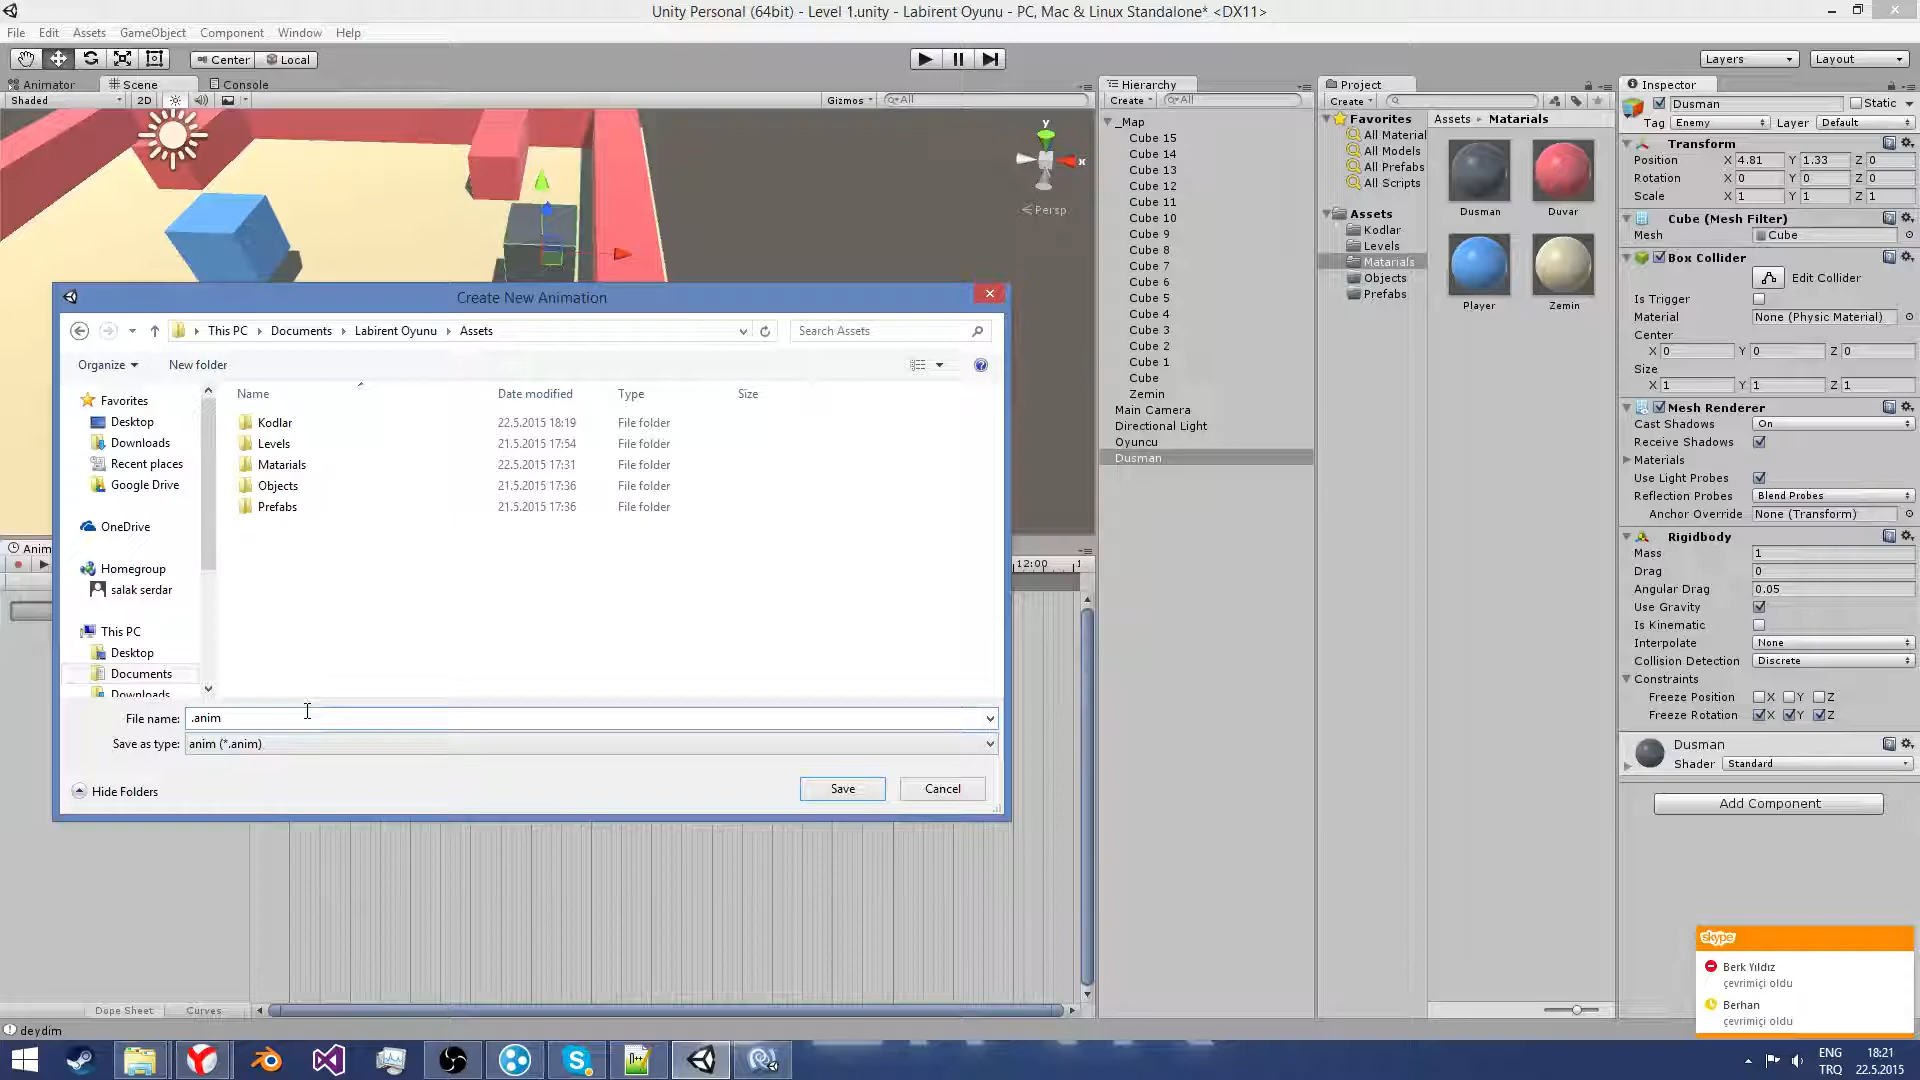 Unity Personal (64bit) - Level 1.unity - Labirent Oyunu - PC, Mac & Linux Standalone* <DX11>
File Edit Assets GameObject Component Window Help
Center Local
Layers Layout
Animator Scene Console
Shaded 2D Gizmos All
y
x
Persp
Hierarchy
Create All
_Map
Cube 15
Cube 14
Cube 13
Cube 12
Cube 11
Cube 10
Cube 9
Cube 8
Cube 7
Cube 6
Cube 5
Cube 4
Cube 3
Cube 2
Cube 1
Cube
Zemin
Main Camera
Directional Light
Oyuncu
Dusman
Project
Create
Favorites
All Material
All Models
All Prefabs
All Scripts
Assets
Kodlar
Levels
Matarials
Objects
Prefabs
Assets Matarials
Dusman Duvar
Player Zemin
Inspector
Dusman Static
Tag Enemy Layer Default
Transform
Position X 4.81 Y 1.33 Z 0
Rotation X 0 Y 0 Z 0
Scale X 1 Y 1 Z 1
Cube (Mesh Filter)
Mesh Cube
Box Collider
Edit Collider
Is Trigger
Material None (Physic Material)
Center
X 0 Y 0 Z 0
Size
X 1 Y 1 Z 1
Mesh Renderer
Cast Shadows On
Receive Shadows
Materials
Use Light Probes
Reflection Probes Blend Probes
Anchor Override None (Transform)
Rigidbody
Mass 1
Drag 0
Angular Drag 0.05
Use Gravity
Is Kinematic
Interpolate None
Collision Detection Discrete
Constraints
Freeze Position X Y Z
Freeze Rotation X Y Z
Dusman
Shader Standard
Add Component
Create New Animation
This PC Documents Labirent Oyunu Assets
Search Assets
Organize New folder
Name Date modified Type Size
Kodlar 22.5.2015 18:19 File folder
Levels 21.5.2015 17:54 File folder
Matarials 22.5.2015 17:31 File folder
Objects 21.5.2015 17:36 File folder
Prefabs 21.5.2015 17:36 File folder
Favorites
Desktop
Downloads
Recent places
Google Drive
OneDrive
Homegroup
salak serdar
This PC
Desktop
Documents
Downloads
File name: .anim
Save as type: anim (*.anim)
Hide Folders
Save Cancel
Anim
12:00
Dope Sheet Curves
deydim
skype
Berk Yıldız
çevrimiçi oldu
Berhan
çevrimiçi oldu
ENG 18:21
TRQ 22.5.2015